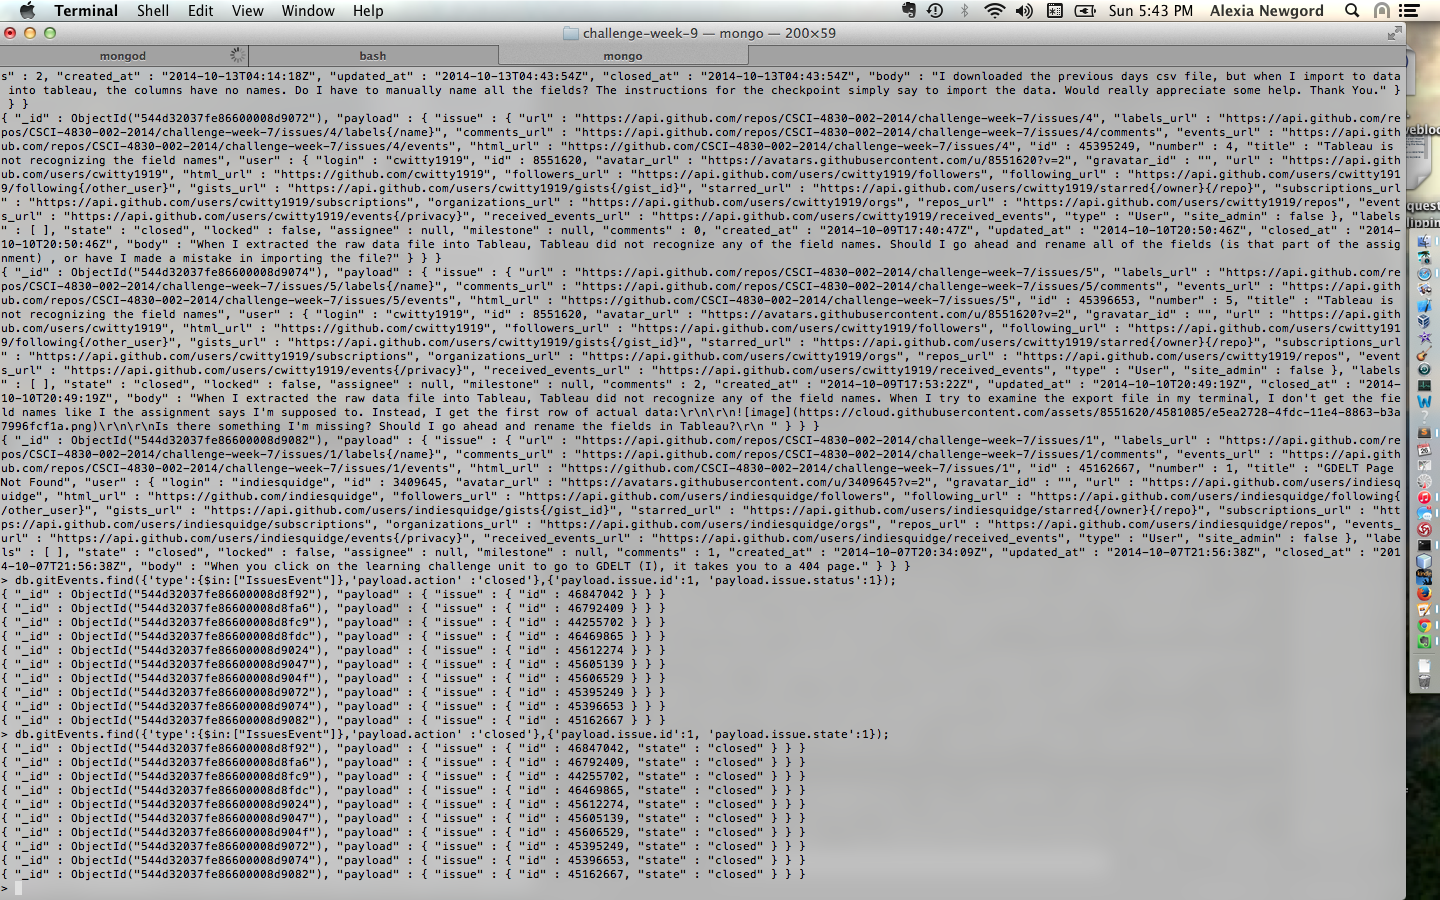 Terminal Shell Edit View Window Help Sun 5:43 PM Alexia Newgord
challenge-week-9 — mongo — 200×59
mongod bash mongo
s" : 2, "created_at" : "2014-10-13T04:14:18Z", "updated_at" : "2014-10-13T04:43:54Z", "closed_at" : "2014-10-13T04:43:54Z", "body" : "I downloaded the previous days csv file, but when I import to data
into tableau, the columns have no names. Do I have to manually name all the fields? The instructions for the checkpoint simply say to import the data. Would really appreciate some help. Thank You." }
} }
{ "_id" : ObjectId("544d32037fe86600008d9072"), "payload" : { "issue" : { "url" : "https://api.github.com/repos/CSCI-4830-002-2014/challenge-week-7/issues/4", "labels_url" : "https://api.github.com/re
pos/CSCI-4830-002-2014/challenge-week-7/issues/4/labels{/name}", "comments_url" : "https://api.github.com/repos/CSCI-4830-002-2014/challenge-week-7/issues/4/comments", "events_url" : "https://api.git
hub.com/repos/CSCI-4830-002-2014/challenge-week-7/issues/4/events", "html_url" : "https://github.com/CSCI-4830-002-2014/challenge-week-7/issues/4", "id" : 45395249, "number" : 4, "title" : "Tableau is
not recognizing the field names", "user" : { "login" : "cwitty1919", "id" : 8551620, "avatar_url" : "https://avatars.githubusercontent.com/u/8551620?v=2", "gravatar_id" : "", "url" : "https://api.git
hub.com/users/cwitty1919", "html_url" : "https://github.com/cwitty1919", "followers_url" : "https://api.github.com/users/cwitty1919/followers", "following_url" : "https://api.github.com/users/cwitty191
9/following{/other_user}", "gists_url" : "https://api.github.com/users/cwitty1919/gists{/gist_id}", "starred_url" : "https://api.github.com/users/cwitty1919/starred{/owner}{/repo}", "subscriptions_url
" : "https://api.github.com/users/cwitty1919/subscriptions", "organizations_url" : "https://api.github.com/users/cwitty1919/orgs", "repos_url" : "https://api.github.com/users/cwitty1919/repos", "event
s_url" : "https://api.github.com/users/cwitty1919/events{/privacy}", "received_events_url" : "https://api.github.com/users/cwitty1919/received_events", "type" : "User", "site_admin" : false }, "labels
" : [ ], "state" : "closed", "locked" : false, "assignee" : null, "milestone" : null, "comments" : 0, "created_at" : "2014-10-09T17:40:47Z", "updated_at" : "2014-10-10T20:50:46Z", "closed_at" : "2014-
10-10T20:50:46Z", "body" : "When I extracted the raw data file into Tableau, Tableau did not recognize any of the field names. Should I go ahead and rename all of the fields (is that part of the assig
nment) , or have I made a mistake in importing the file?" } } }
{ "_id" : ObjectId("544d32037fe86600008d9074"), "payload" : { "issue" : { "url" : "https://api.github.com/repos/CSCI-4830-002-2014/challenge-week-7/issues/5", "labels_url" : "https://api.github.com/re
pos/CSCI-4830-002-2014/challenge-week-7/issues/5/labels{/name}", "comments_url" : "https://api.github.com/repos/CSCI-4830-002-2014/challenge-week-7/issues/5/comments", "events_url" : "https://api.git
hub.com/repos/CSCI-4830-002-2014/challenge-week-7/issues/5/events", "html_url" : "https://github.com/CSCI-4830-002-2014/challenge-week-7/issues/5", "id" : 45396653, "number" : 5, "title" : "Tableau is
not recognizing the field names", "user" : { "login" : "cwitty1919", "id" : 8551620, "avatar_url" : "https://avatars.githubusercontent.com/u/8551620?v=2", "gravatar_id" : "", "url" : "https://api.git
hub.com/users/cwitty1919", "html_url" : "https://github.com/cwitty1919", "followers_url" : "https://api.github.com/users/cwitty1919/followers", "following_url" : "https://api.github.com/users/cwitty191
9/following{/other_user}", "gists_url" : "https://api.github.com/users/cwitty1919/gists{/gist_id}", "starred_url" : "https://api.github.com/users/cwitty1919/starred{/owner}{/repo}", "subscriptions_url
" : "https://api.github.com/users/cwitty1919/subscriptions", "organizations_url" : "https://api.github.com/users/cwitty1919/orgs", "repos_url" : "https://api.github.com/users/cwitty1919/repos", "event
s_url" : "https://api.github.com/users/cwitty1919/events{/privacy}", "received_events_url" : "https://api.github.com/users/cwitty1919/received_events", "type" : "User", "site_admin" : false }, "labels
" : [ ], "state" : "closed", "locked" : false, "assignee" : null, "milestone" : null, "comments" : 2, "created_at" : "2014-10-09T17:53:22Z", "updated_at" : "2014-10-10T20:49:19Z", "closed_at" : "2014-
10-10T20:49:19Z", "body" : "When I extracted the raw data file into Tableau, Tableau did not recognize any of the field names. When I try to examine the export file in my terminal, I don't get the fie
ld names like I the assignment says I'm supposed to. Instead, I get the first row of actual data:\r\n\r\n![image](https://cloud.githubusercontent.com/assets/8551620/4581085/e5ea2728-4fdc-11e4-8863-b3a
7996fcf1a.png)\r\n\r\nIs there something I'm missing? Should I go ahead and rename the fields in Tableau?\r\n " } } }
{ "_id" : ObjectId("544d32037fe86600008d9082"), "payload" : { "issue" : { "url" : "https://api.github.com/repos/CSCI-4830-002-2014/challenge-week-7/issues/1", "labels_url" : "https://api.github.com/re
pos/CSCI-4830-002-2014/challenge-week-7/issues/1/labels{/name}", "comments_url" : "https://api.github.com/repos/CSCI-4830-002-2014/challenge-week-7/issues/1/comments", "events_url" : "https://api.git
hub.com/repos/CSCI-4830-002-2014/challenge-week-7/issues/1/events", "html_url" : "https://github.com/CSCI-4830-002-2014/challenge-week-7/issues/1", "id" : 45162667, "number" : 1, "title" : "GDELT Page
Not Found", "user" : { "login" : "indiesquidge", "id" : 3409645, "avatar_url" : "https://avatars.githubusercontent.com/u/3409645?v=2", "gravatar_id" : "", "url" : "https://api.github.com/users/indiesq
uidge", "html_url" : "https://github.com/indiesquidge", "followers_url" : "https://api.github.com/users/indiesquidge/followers", "following_url" : "https://api.github.com/users/indiesquidge/following{
/other_user}", "gists_url" : "https://api.github.com/users/indiesquidge/gists{/gist_id}", "starred_url" : "https://api.github.com/users/indiesquidge/starred{/owner}{/repo}", "subscriptions_url" : "htt
ps://api.github.com/users/indiesquidge/subscriptions", "organizations_url" : "https://api.github.com/users/indiesquidge/orgs", "repos_url" : "https://api.github.com/users/indiesquidge/repos", "events_
url" : "https://api.github.com/users/indiesquidge/events{/privacy}", "received_events_url" : "https://api.github.com/users/indiesquidge/received_events", "type" : "User", "site_admin" : false }, "labe
ls" : [ ], "state" : "closed", "locked" : false, "assignee" : null, "milestone" : null, "comments" : 1, "created_at" : "2014-10-07T20:34:09Z", "updated_at" : "2014-10-07T21:56:38Z", "closed_at" : "201
4-10-07T21:56:38Z", "body" : "When you click on the learning challenge unit to go to GDELT (I), it takes you to a 404 page." } } }
> db.gitEvents.find({'type':{$in:["IssuesEvent"]},'payload.action' :'closed'},{'payload.issue.id':1, 'payload.issue.status':1});
{ "_id" : ObjectId("544d32037fe86600008d8f92"), "payload" : { "issue" : { "id" : 46847042 } } }
{ "_id" : ObjectId("544d32037fe86600008d8fa6"), "payload" : { "issue" : { "id" : 46792409 } } }
{ "_id" : ObjectId("544d32037fe86600008d8fc9"), "payload" : { "issue" : { "id" : 44255702 } } }
{ "_id" : ObjectId("544d32037fe86600008d8fdc"), "payload" : { "issue" : { "id" : 46469865 } } }
{ "_id" : ObjectId("544d32037fe86600008d9024"), "payload" : { "issue" : { "id" : 45612274 } } }
{ "_id" : ObjectId("544d32037fe86600008d9047"), "payload" : { "issue" : { "id" : 45605139 } } }
{ "_id" : ObjectId("544d32037fe86600008d904f"), "payload" : { "issue" : { "id" : 45606529 } } }
{ "_id" : ObjectId("544d32037fe86600008d9072"), "payload" : { "issue" : { "id" : 45395249 } } }
{ "_id" : ObjectId("544d32037fe86600008d9074"), "payload" : { "issue" : { "id" : 45396653 } } }
{ "_id" : ObjectId("544d32037fe86600008d9082"), "payload" : { "issue" : { "id" : 45162667 } } }
> db.gitEvents.find({'type':{$in:["IssuesEvent"]},'payload.action' :'closed'},{'payload.issue.id':1, 'payload.issue.state':1});
{ "_id" : ObjectId("544d32037fe86600008d8f92"), "payload" : { "issue" : { "id" : 46847042, "state" : "closed" } } }
{ "_id" : ObjectId("544d32037fe86600008d8fa6"), "payload" : { "issue" : { "id" : 46792409, "state" : "closed" } } }
{ "_id" : ObjectId("544d32037fe86600008d8fc9"), "payload" : { "issue" : { "id" : 44255702, "state" : "closed" } } }
{ "_id" : ObjectId("544d32037fe86600008d8fdc"), "payload" : { "issue" : { "id" : 46469865, "state" : "closed" } } }
{ "_id" : ObjectId("544d32037fe86600008d9024"), "payload" : { "issue" : { "id" : 45612274, "state" : "closed" } } }
{ "_id" : ObjectId("544d32037fe86600008d9047"), "payload" : { "issue" : { "id" : 45605139, "state" : "closed" } } }
{ "_id" : ObjectId("544d32037fe86600008d904f"), "payload" : { "issue" : { "id" : 45606529, "state" : "closed" } } }
{ "_id" : ObjectId("544d32037fe86600008d9072"), "payload" : { "issue" : { "id" : 45395249, "state" : "closed" } } }
{ "_id" : ObjectId("544d32037fe86600008d9074"), "payload" : { "issue" : { "id" : 45396653, "state" : "closed" } } }
{ "_id" : ObjectId("544d32037fe86600008d9082"), "payload" : { "issue" : { "id" : 45162667, "state" : "closed" } } }
>